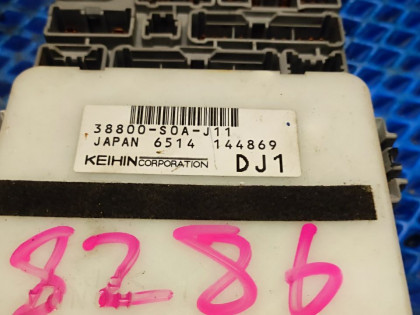 38800-S0A-J11
JAPAN 6514 144869
KEIHIN CORPORATION DJ1
8286